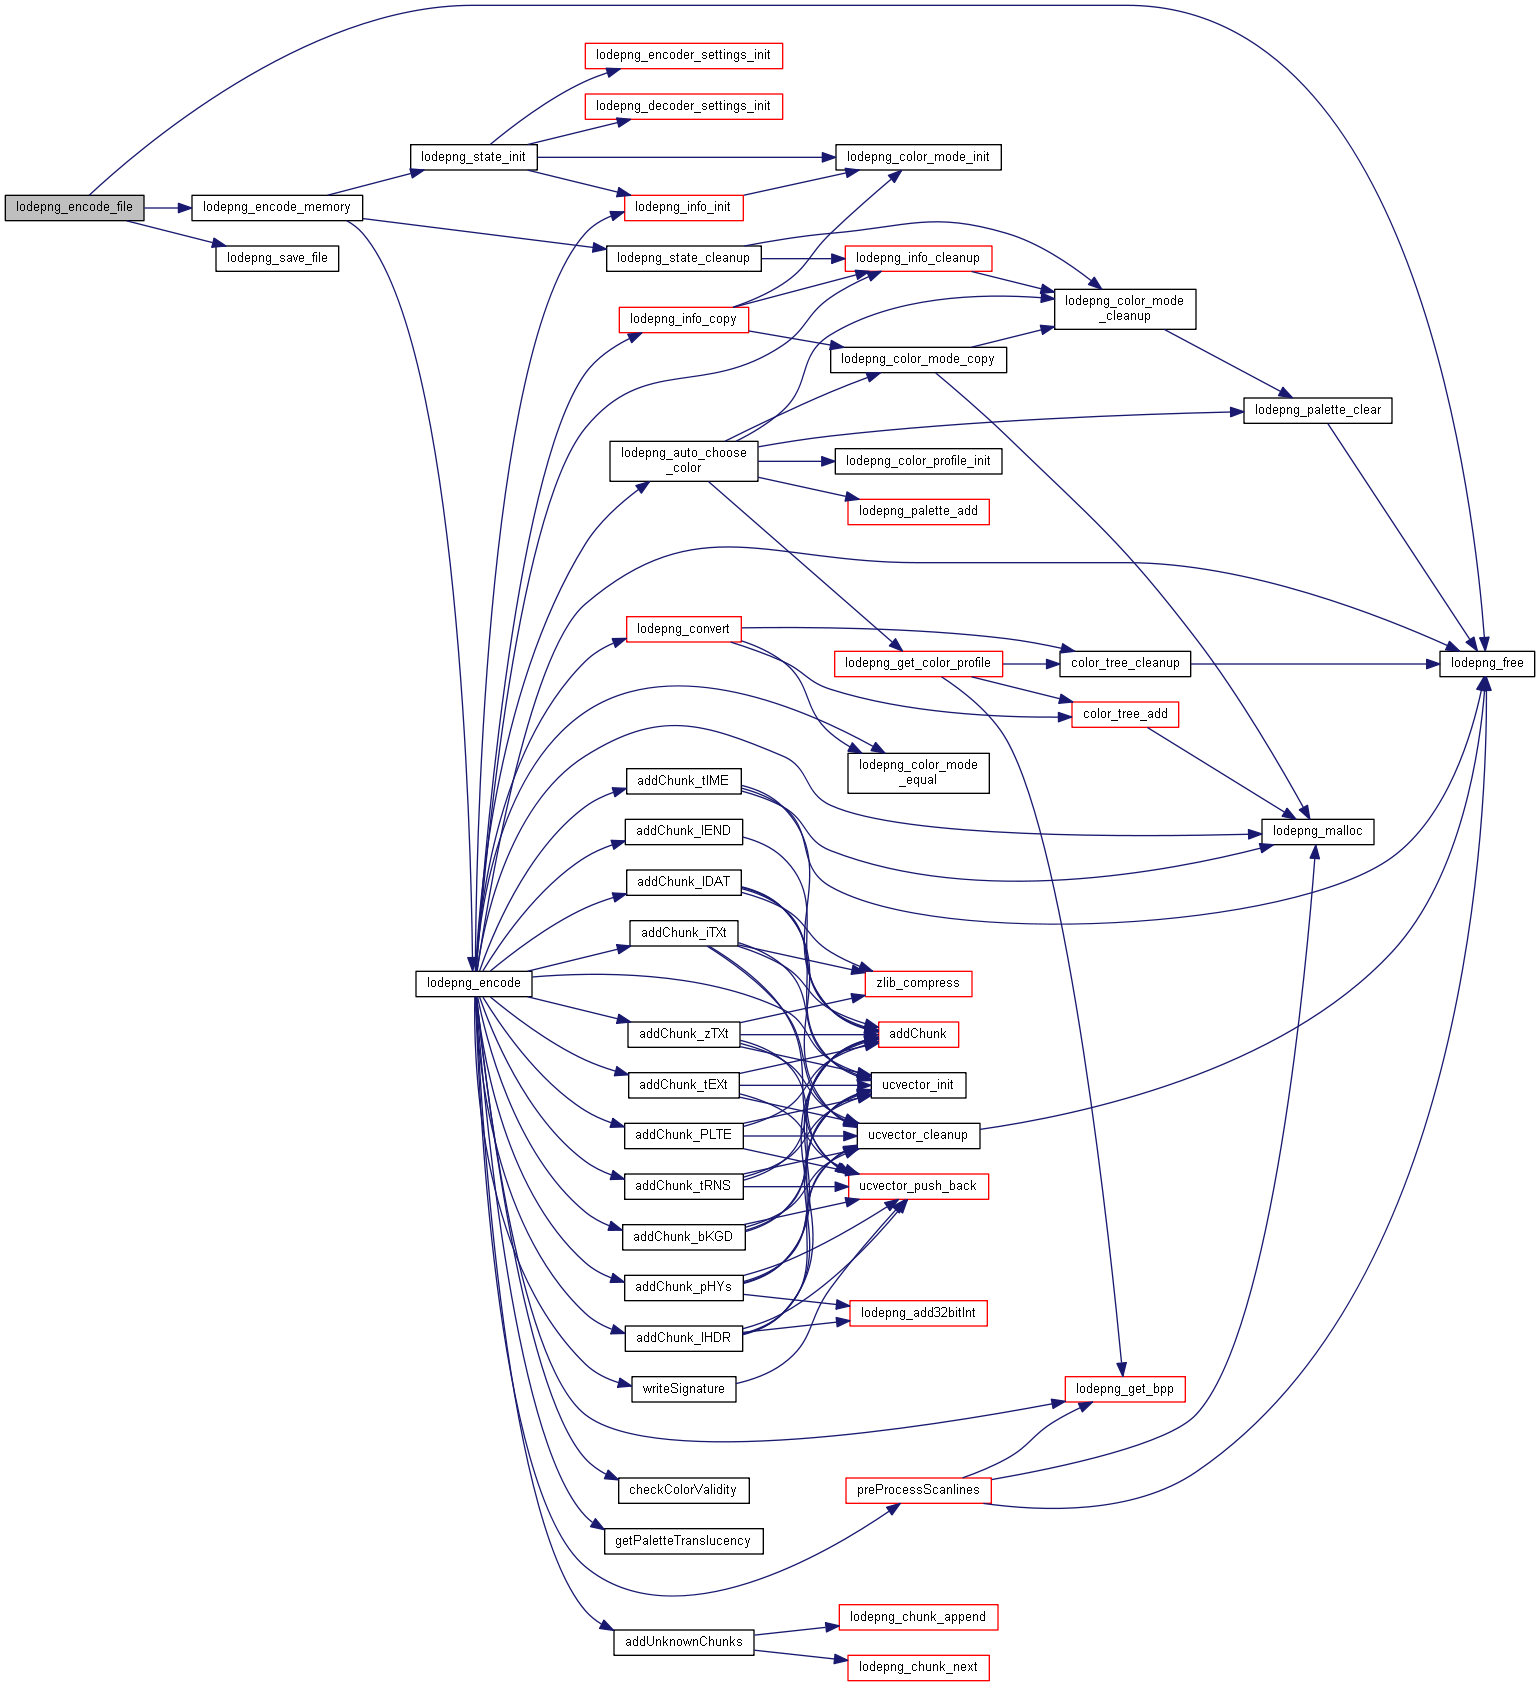 lodepng_encoder_settings_init
lodepng_decoder_settings_init
lodepng_state_init
lodepng_color_mode_init
lodepng_encode_file
lodepng_encode_memory
lodepng_info_init
lodepng_save_file
lodepng_state_cleanup
lodepng_info_cleanup
lodepng_color_mode
_cleanup
lodepng_info_copy
lodepng_color_mode_copy
lodepng_palette_clear
lodepng_auto_choose
_color
lodepng_color_profile_init
lodepng_palette_add
lodepng_convert
lodepng_get_color_profile
color_tree_cleanup
lodepng_free
color_tree_add
lodepng_color_mode
_equal
addChunk_tIME
addChunk_IEND
lodepng_malloc
addChunk_IDAT
addChunk_iTXt
lodepng_encode
zlib_compress
addChunk_zTXt
addChunk
addChunk_tEXt
ucvector_init
addChunk_PLTE
ucvector_cleanup
addChunk_tRNS
ucvector_push_back
addChunk_bKGD
addChunk_pHYs
lodepng_add32bitInt
addChunk_IHDR
writeSignature
lodepng_get_bpp
checkColorValidity
preProcessScanlines
getPaletteTranslucency
lodepng_chunk_append
addUnknownChunks
lodepng_chunk_next